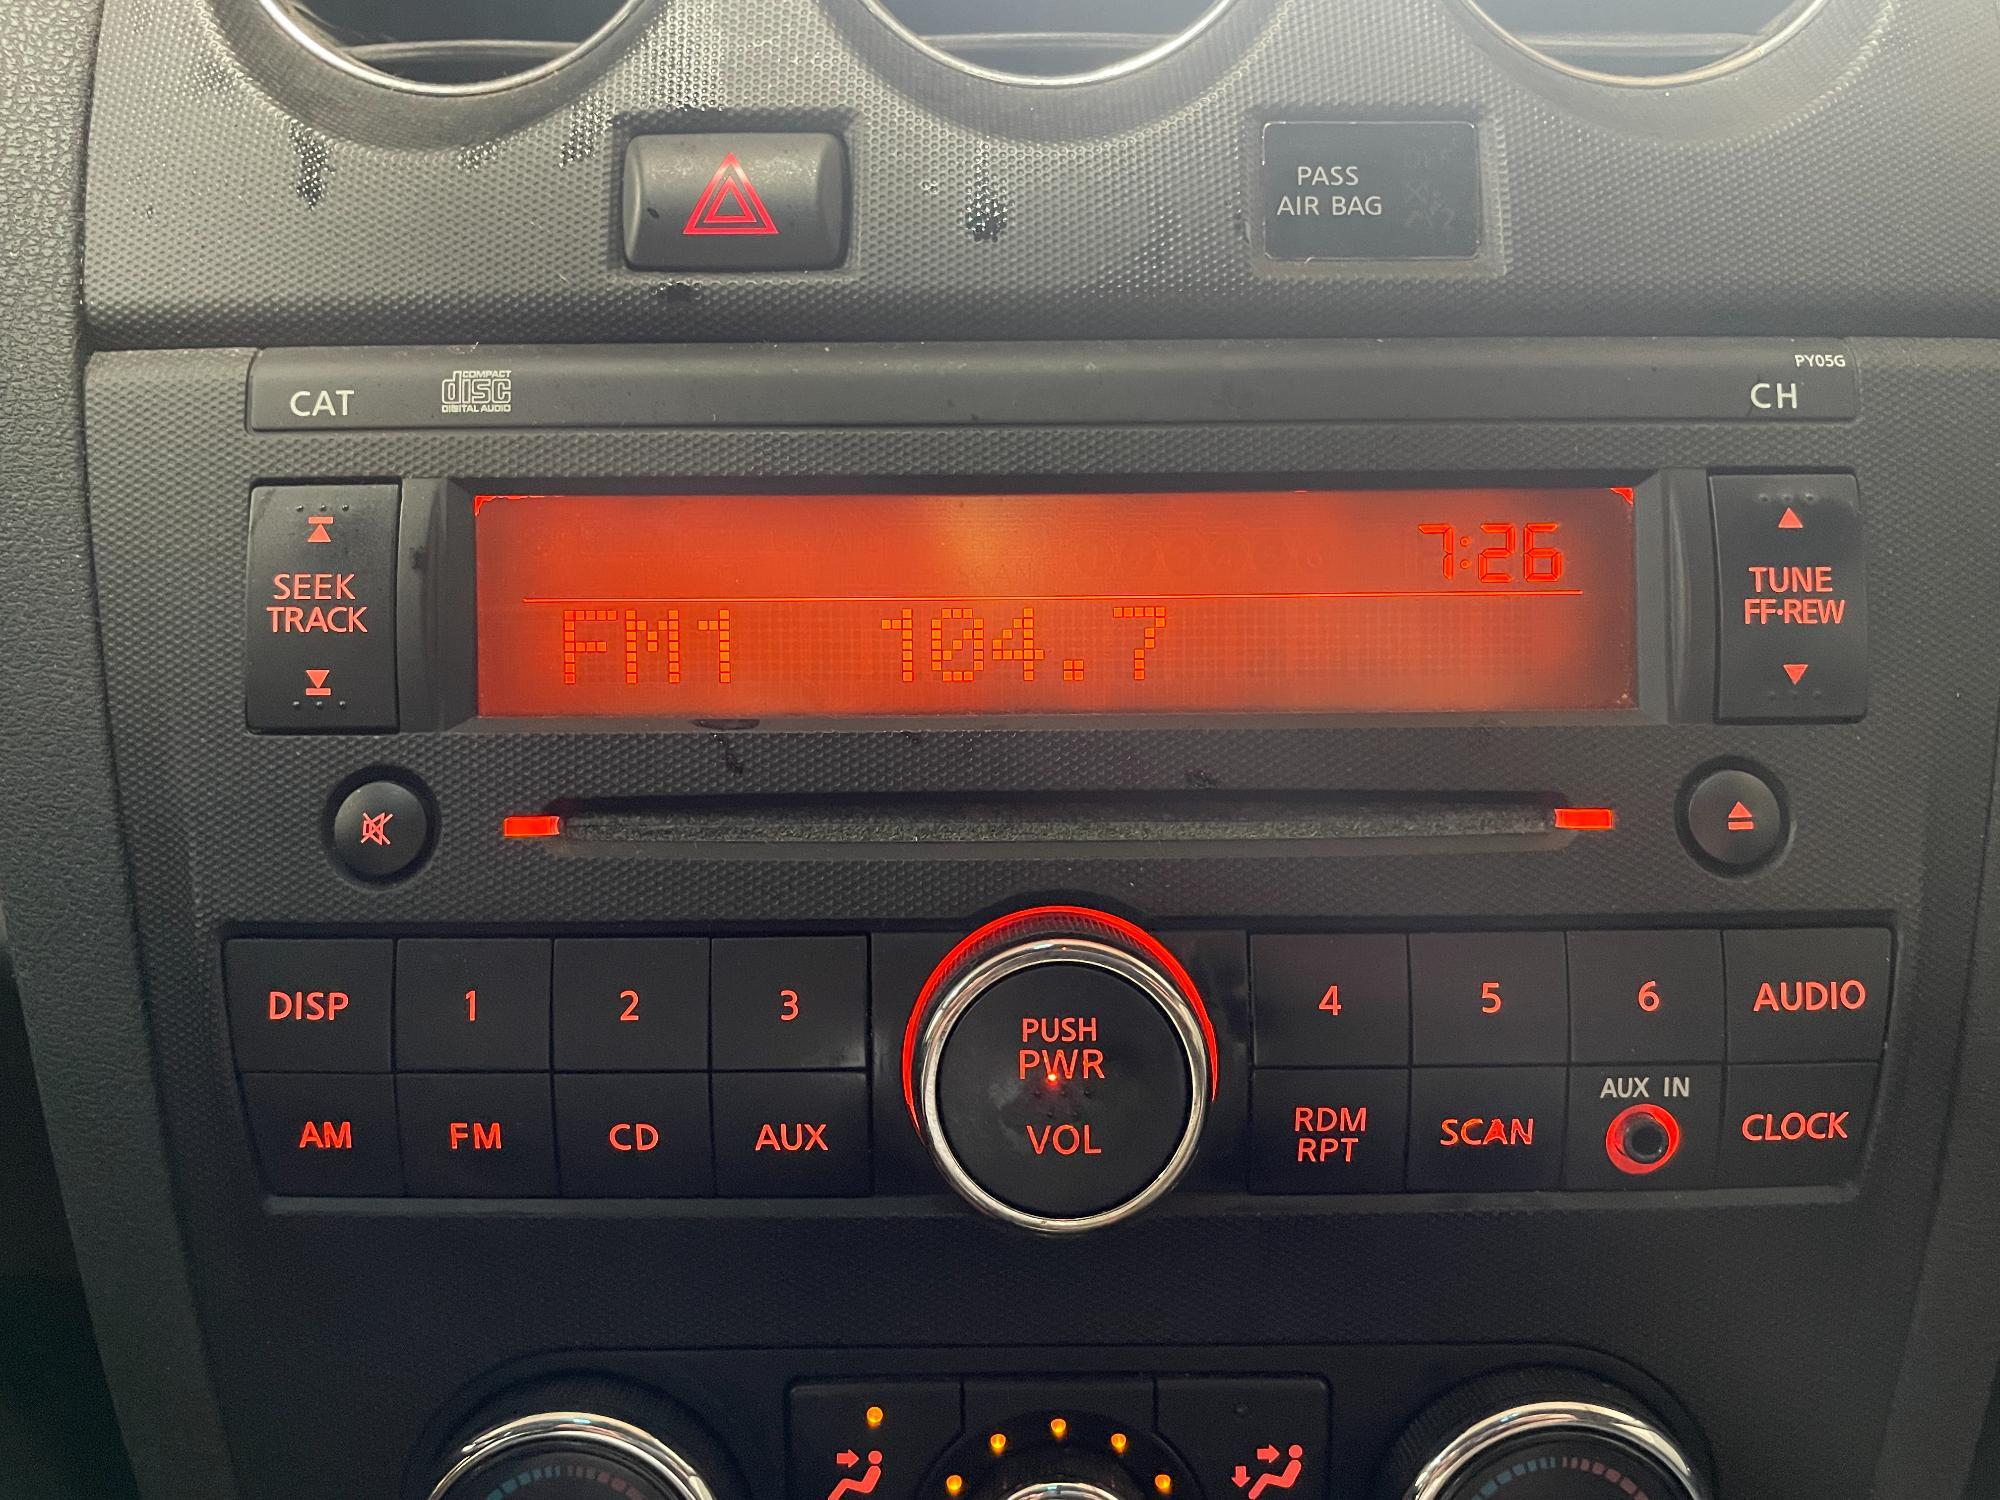 PASS
AIR BAG
PY05G
CAT
COMPACT
disc
DIGITAL AUDIO
CH
SEEK
TRACK
7:26
FM1 104.7
TUNE
FF·REW
DISP
1
2
3
PUSH
PWR
VOL
4
5
6
AUDIO
AM
FM
CD
AUX
RDM
RPT
SCAN
AUX IN
CLOCK